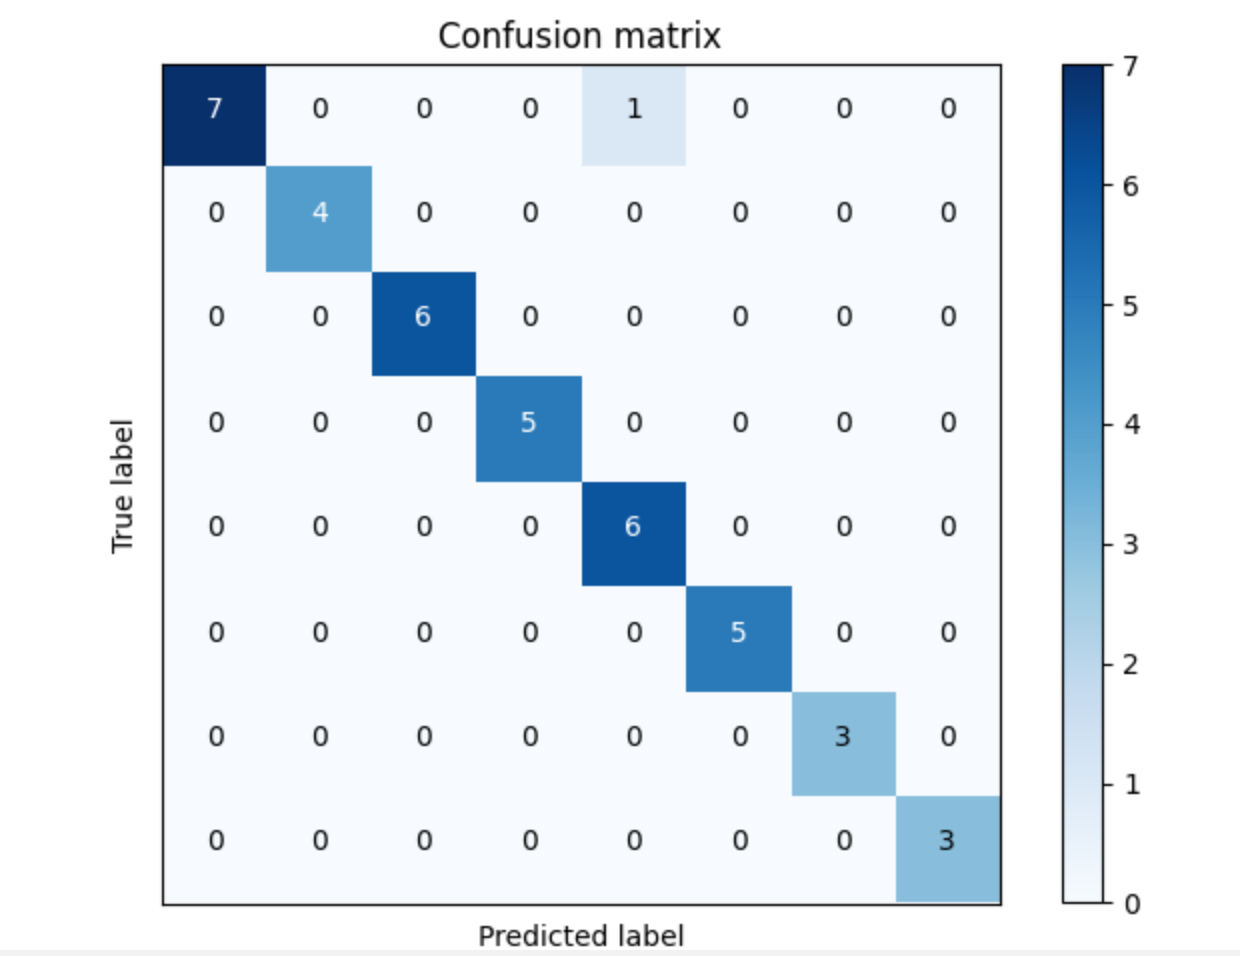 Confusion matrix
7 0 0 0 1 0 0 0
0 4 0 0 0 0 0 0
0 0 6 0 0 0 0 0
0 0 0 5 0 0 0 0
0 0 0 0 6 0 0 0
0 0 0 0 0 5 0 0
0 0 0 0 0 0 3 0
0 0 0 0 0 0 0 3
True label
Predicted label
7
6
5
4
3
2
1
0